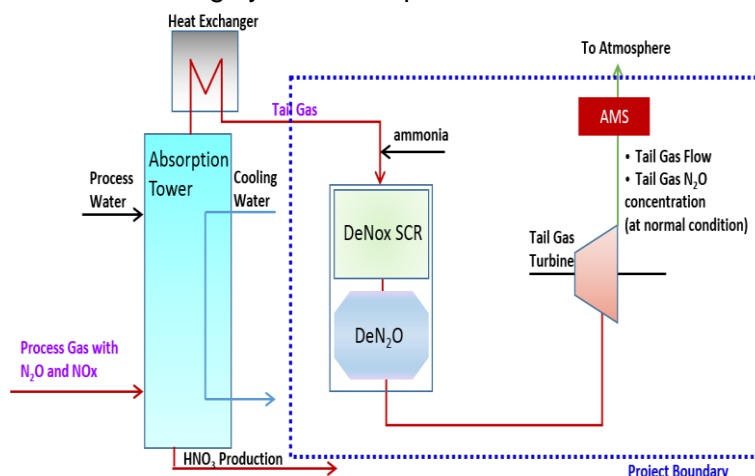 Heat Exchanger
To Atmosphere
Tail Gas
AMS
ammonia
Absorption
Tower
• Tail Gas Flow
• Tail Gas N₂O
concentration
(at normal condition)
Process
Water
Cooling
Water
DeNox SCR
Tail Gas
Turbine
DeN₂O
Process Gas with
N₂O and NOx
HNO₃ Production
Project Boundary